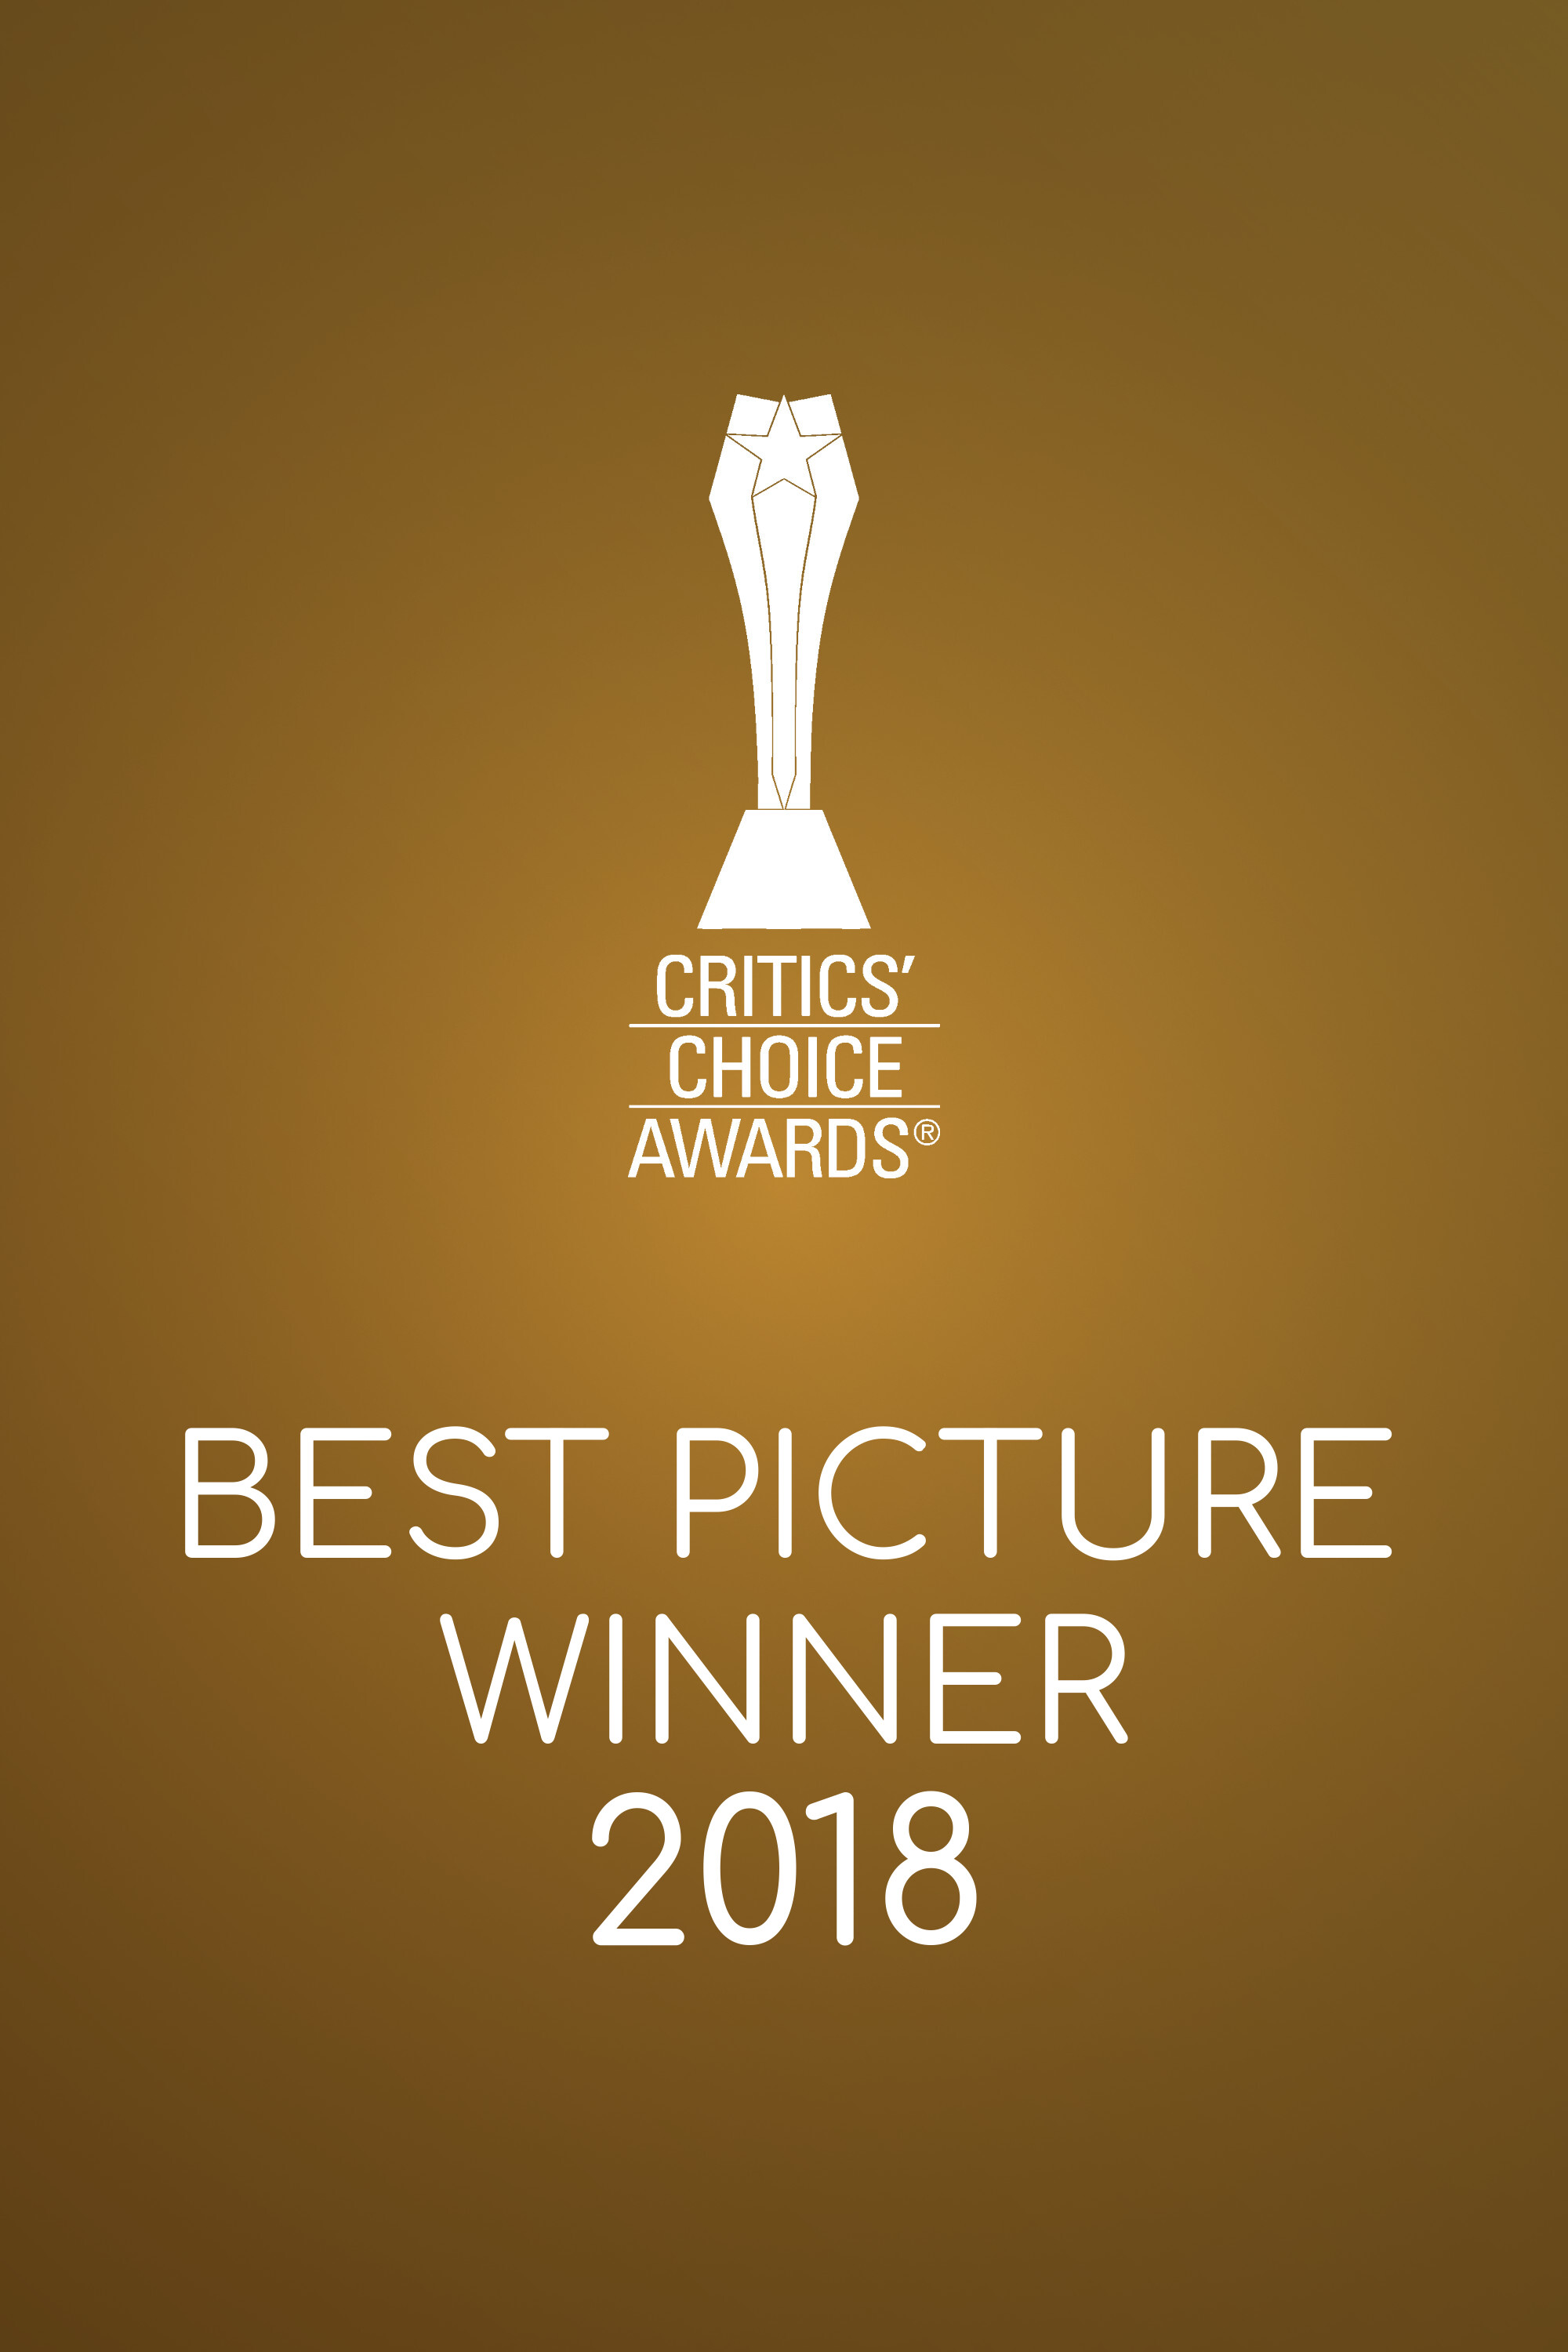 CRITICS'
CHOICE
AWARDS®
BEST PICTURE
WINNER
2018